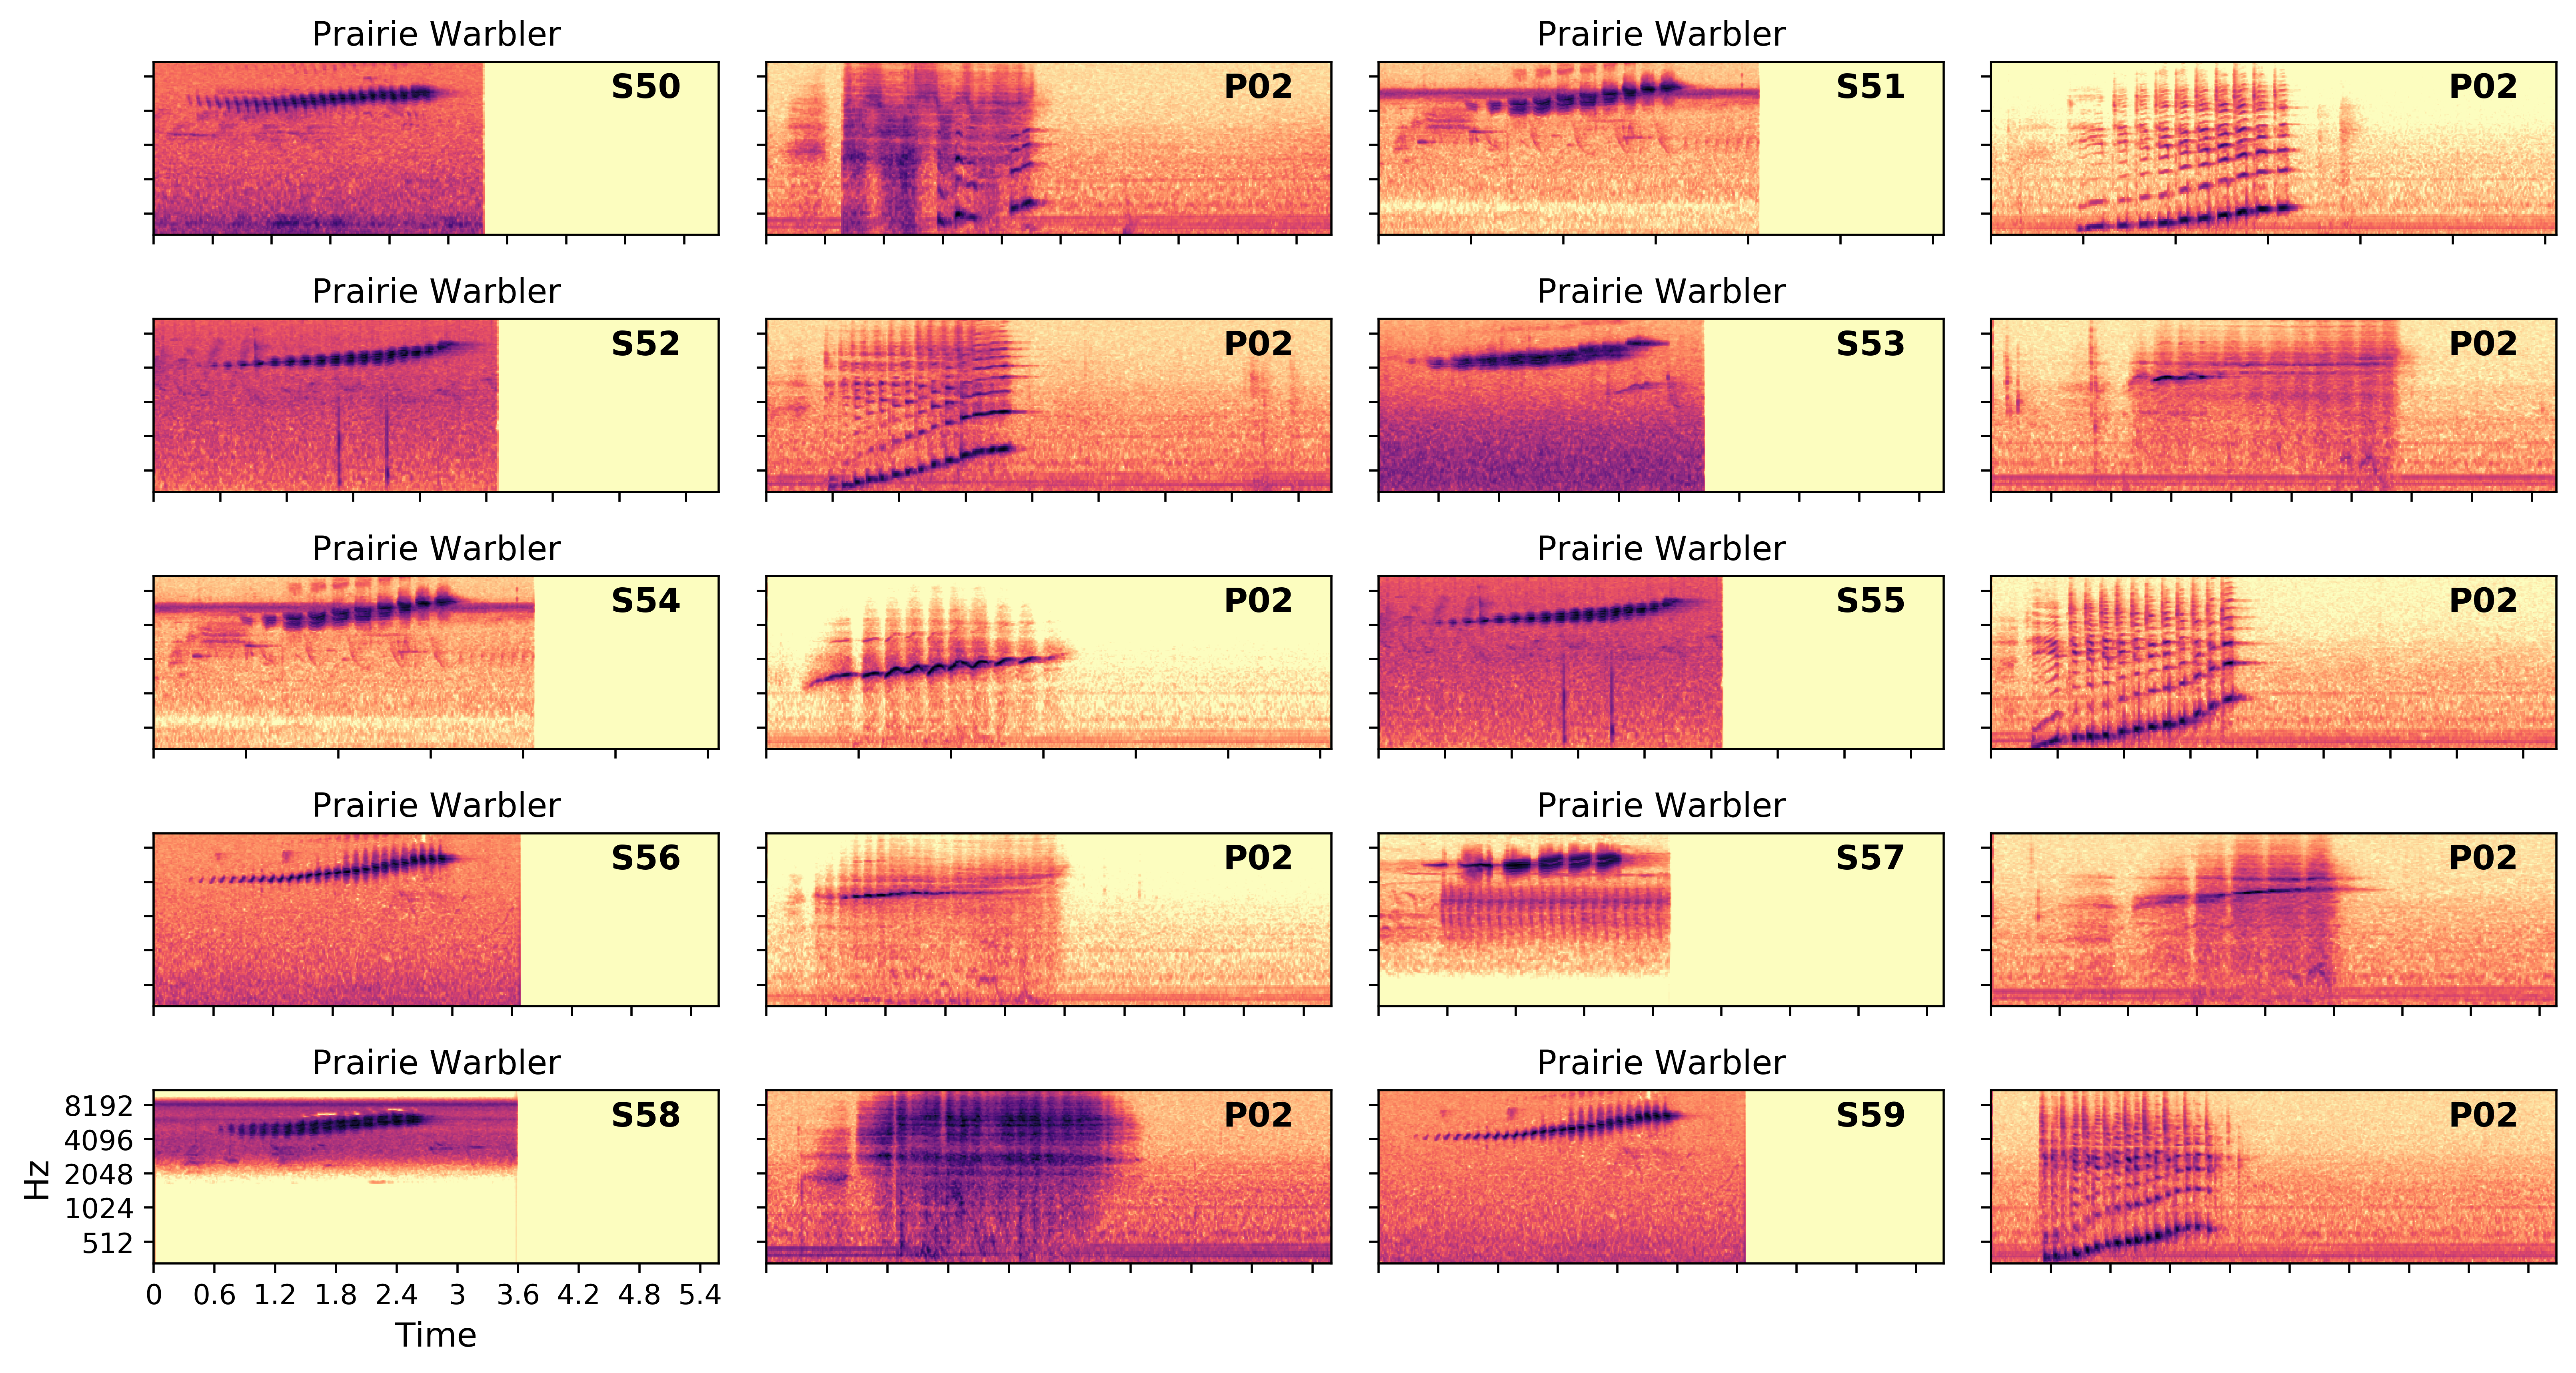 Prairie Warbler Prairie Warbler
S50 P02 S51 P02
Prairie Warbler Prairie Warbler
S52 P02 S53 P02
Prairie Warbler Prairie Warbler
S54 P02 S55 P02
Prairie Warbler Prairie Warbler
S56 P02 S57 P02
Prairie Warbler Prairie Warbler
S58 P02 S59 P02
8192
4096
2048
1024
512
Hz
0 0.6 1.2 1.8 2.4 3 3.6 4.2 4.8 5.4
Time